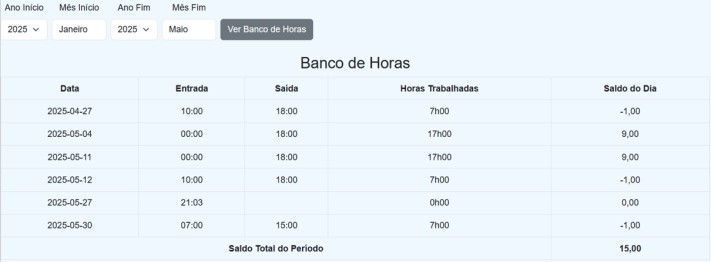 Ano Início Mês Início Ano Fim Mês Fim
2025 Janeiro 2025 Maio Ver Banco de Horas
Banco de Horas
Data Entrada Saida Horas Trabalhadas Saldo do Dia
2025-04-27 10:00 18:00 7h00 -1,00
2025-05-04 00:00 18:00 17h00 9,00
2025-05-11 00:00 18:00 17h00 9,00
2025-05-12 10:00 18:00 7h00 -1,00
2025-05-27 21:03 0h00 0,00
2025-05-30 07:00 15:00 7h00 -1,00
Saldo Total do Período 15,00